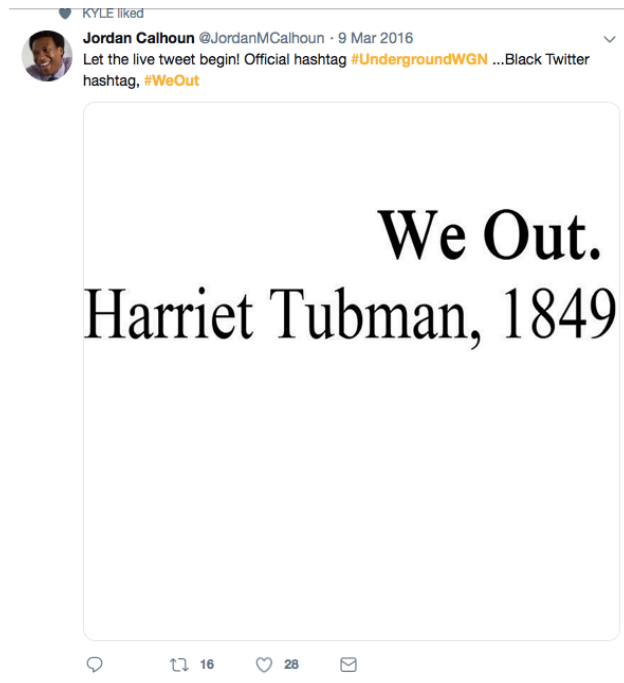 KYLE liked
Jordan Calhoun @JordanMCalhoun · 9 Mar 2016
Let the live tweet begin! Official hashtag #UndergroundWGN ...Black Twitter
hashtag, #WeOut
We Out.
Harriet Tubman, 1849
16 28